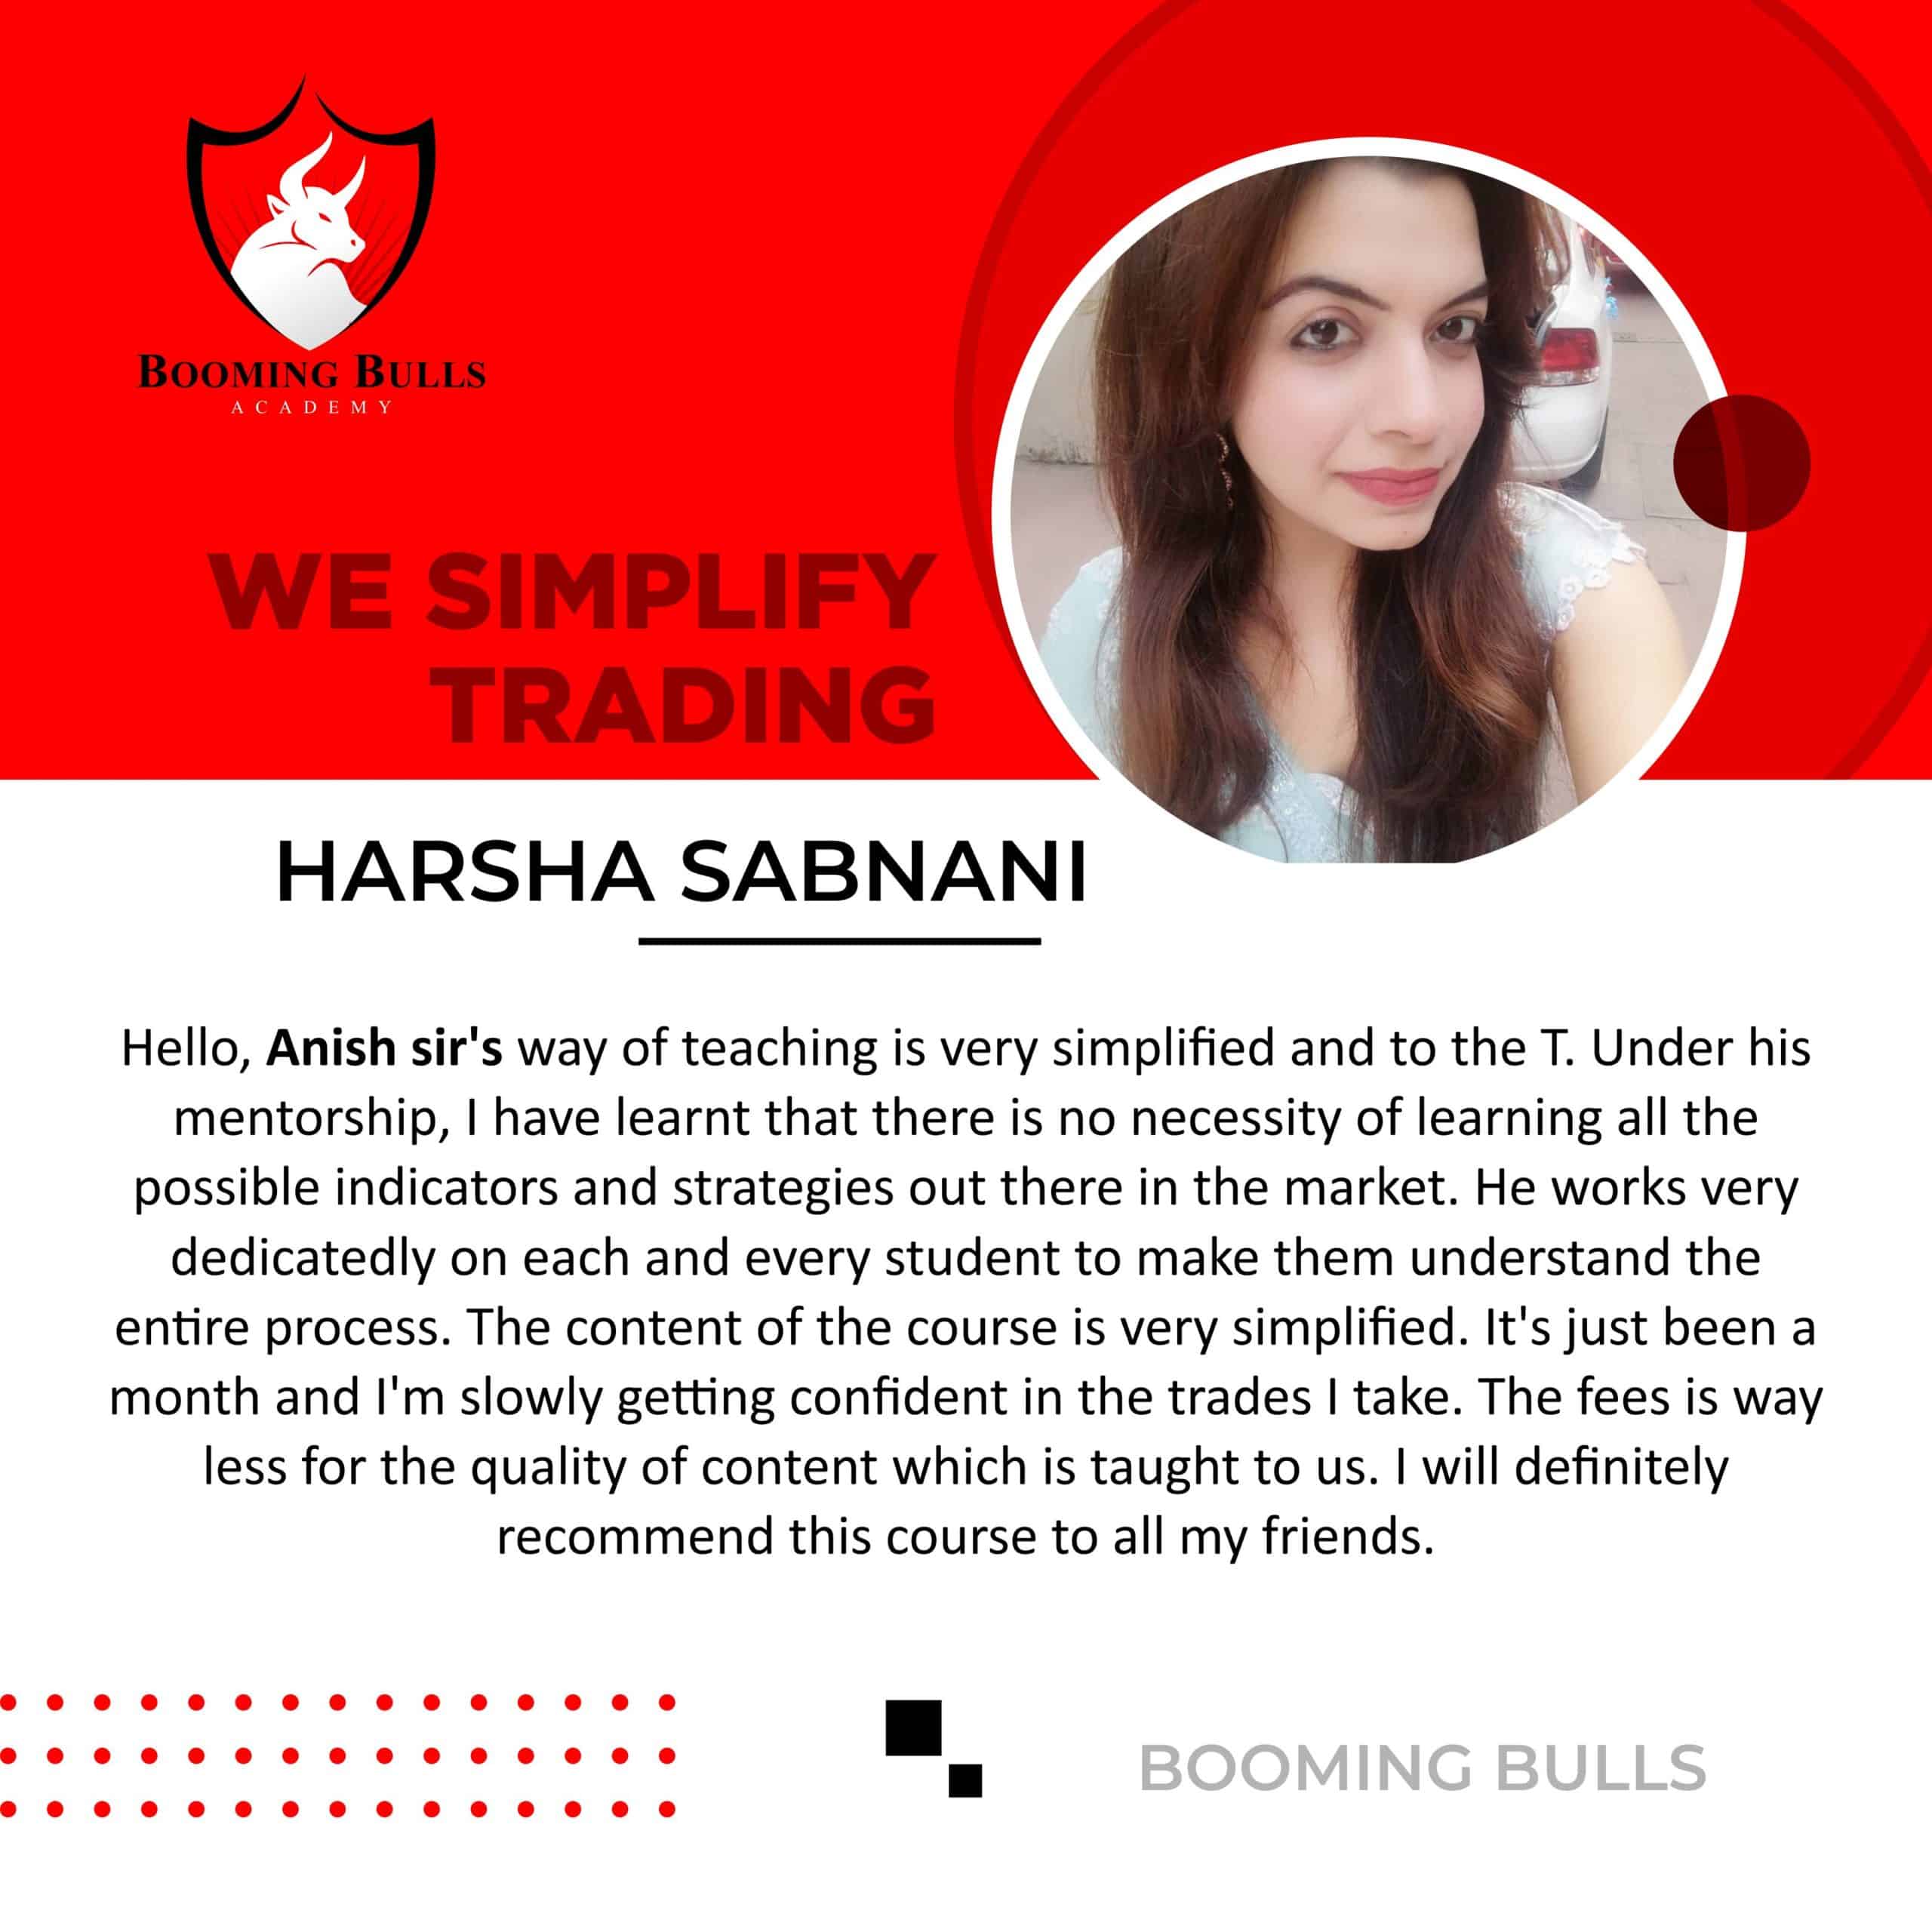 BOOMING BULLS
ACADEMY
WE SIMPLIFY
TRADING
HARSHA SABNANI
Hello, Anish sir's way of teaching is very simplified and to the T. Under his
mentorship, I have learnt that there is no necessity of learning all the
possible indicators and strategies out there in the market. He works very
dedicatedly on each and every student to make them understand the
entire process. The content of the course is very simplified. It's just been a
month and I'm slowly getting confident in the trades I take. The fees is way
less for the quality of content which is taught to us. I will definitely
recommend this course to all my friends.
BOOMING BULLS